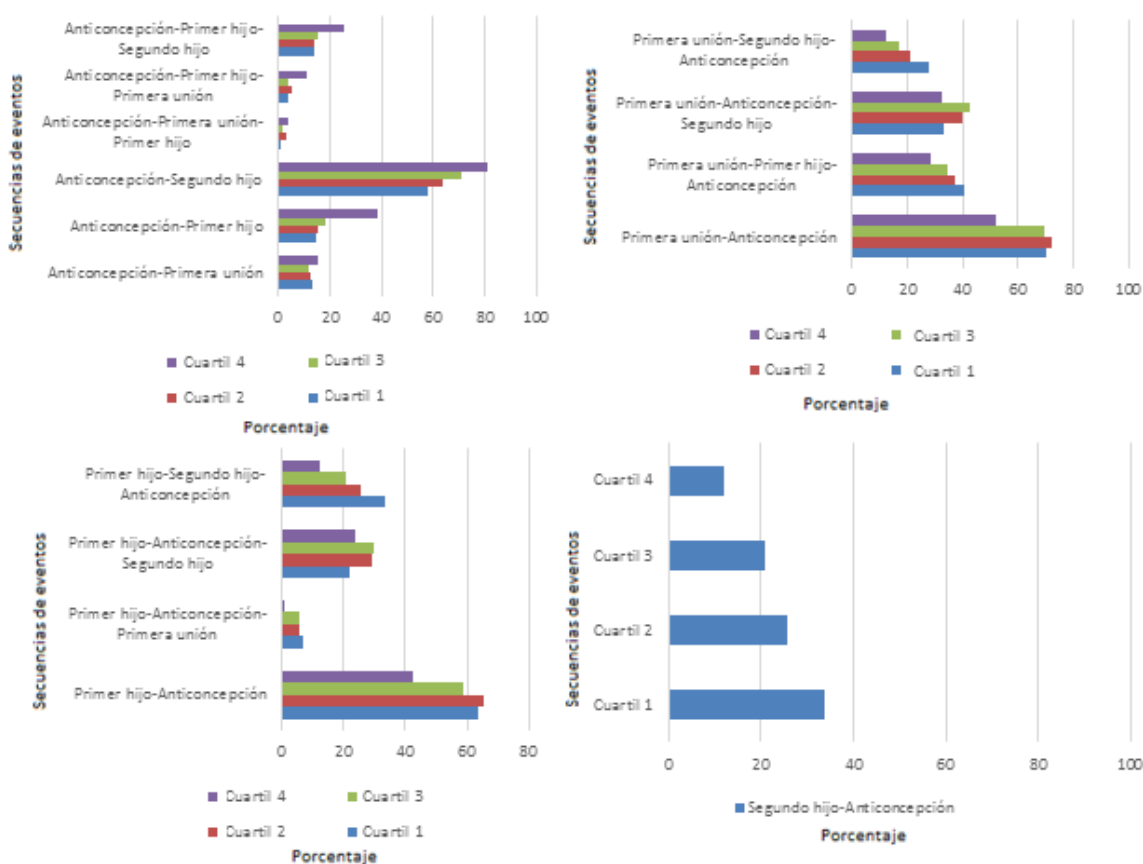 Secuencias de eventos
Anticoncepción-Primer hijo-
Segundo hijo
Anticoncepción-Primer hijo-
Primera unión
Anticoncepción-Primera unión-
Primer hijo
Anticoncepción-Segundo hijo
Anticoncepción-Primer hijo
Anticoncepción-Primera unión
0 20 40 60 80 100
Cuartil 4 Cuartil 3
Cuartil 2 Cuartil 1
Porcentaje
Secuencias de eventos
Primera unión-Segundo hijo-
Anticoncepción
Primera unión-Anticoncepción-
Segundo hijo
Primera unión-Primer hijo-
Anticoncepción
Primera unión-Anticoncepción
0 20 40 60 80 100
Cuartil 4 Cuartil 3
Cuartil 2 Cuartil 1
Porcentaje
Secuencias de eventos
Primer hijo-Segundo hijo-
Anticoncepción
Primer hijo-Anticoncepción-
Segundo hijo
Primer hijo-Anticoncepción-
Primera unión
Primer hijo-Anticoncepción
0 20 40 60 80
Cuartil 4 Cuartil 3
Cuartil 2 Cuartil 1
Porcentaje
Secuencias de eventos
Cuartil 4
Cuartil 3
Cuartil 2
Cuartil 1
0 20 40 60 80 100
Segundo hijo-Anticoncepción
Porcentaje